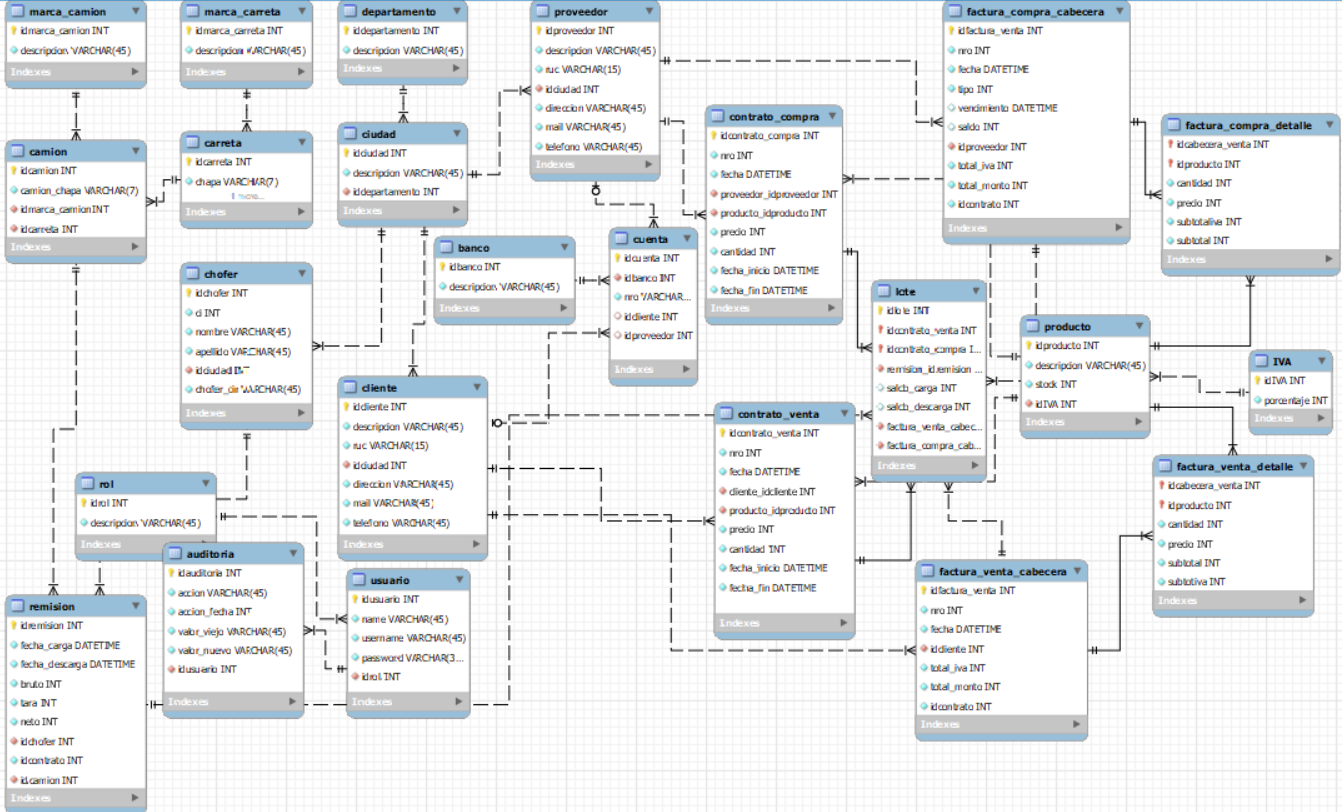 marca_camion
idmarca_camion INT
descripcion VARCHAR(45)
Indexes
marca_carreta
idmarca_carreta INT
descripcion VARCHAR(45)
Indexes
departamento
iddepartamento INT
descripcion VARCHAR(45)
Indexes
proveedor
idproveedor INT
descripcion VARCHAR(45)
ruc VARCHAR(15)
idciudad INT
direccion VARCHAR(45)
mail VARCHAR(45)
telefono VARCHAR(45)
Indexes
factura_compra_cabecera
idfactura_venta INT
nro INT
fecha DATETIME
tipo INT
vencimiento DATETIME
saldo INT
idproveedor INT
total_iva INT
total_monto INT
idcontrato INT
Indexes
contrato_compra
idcontrato_compra INT
nro INT
fecha DATETIME
proveedor_idproveedor INT
producto_idproducto INT
precio INT
cantidad INT
fecha_inicio DATETIME
fecha_fin DATETIME
Indexes
factura_compra_detalle
idcabecera_venta INT
idproducto INT
cantidad INT
precio INT
subtotaliva INT
subtotal INT
Indexes
camion
idcamion INT
camion_chapa VARCHAR(7)
idmarca_camion INT
idcarreta INT
Indexes
carreta
idcarreta INT
chapa VARCHAR(7)
Indexes
ciudad
idciudad INT
descripcion VARCHAR(45)
iddepartamento INT
Indexes
banco
idbanco INT
descripcion VARCHAR(45)
Indexes
cuenta
idcuenta INT
idbanco INT
nro VARCHAR...
idcliente INT
idproveedor INT
Indexes
chofer
idchofer INT
ci INT
nombre VARCHAR(45)
apellido VARCHAR(45)
idciudad INT
chofer_dir VARCHAR(45)
Indexes
lote
idlote INT
idcontrato_venta INT
idcontrato_compra I...
remision_idremision ...
saldo_carga INT
saldo_descarga INT
factura_venta_cabec...
factura_compra_cab...
Indexes
producto
idproducto INT
descripcion VARCHAR(45)
stock INT
idIVA INT
Indexes
IVA
idIVA INT
porcentaje INT
Indexes
cliente
idcliente INT
descripcion VARCHAR(45)
ruc VARCHAR(15)
idciudad INT
direccion VARCHAR(45)
mail VARCHAR(45)
telefono VARCHAR(45)
Indexes
contrato_venta
idcontrato_venta INT
nro INT
fecha DATETIME
cliente_idcliente INT
producto_idproducto INT
precio INT
cantidad INT
fecha_inicio DATETIME
fecha_fin DATETIME
Indexes
factura_venta_detalle
idcabecera_venta INT
idproducto INT
cantidad INT
precio INT
subtotal INT
subtotiva INT
Indexes
rol
idrol INT
descripcion VARCHAR(45)
Indexes
auditoria
idauditoria INT
accion VARCHAR(45)
accion_fecha INT
valor_viejo VARCHAR(45)
valor_nuevo VARCHAR(45)
idusuario INT
Indexes
usuario
idusuario INT
name VARCHAR(45)
username VARCHAR(45)
password VARCHAR(3...
idrol INT
Indexes
factura_venta_cabecera
idfactura_venta INT
nro INT
fecha DATETIME
idcliente INT
total_iva INT
total_monto INT
idcontrato INT
Indexes
remision
idremision INT
fecha_carga DATETIME
fecha_descarga DATETIME
bruto INT
tara INT
neto INT
idchofer INT
idcontrato INT
idcamion INT
Indexes